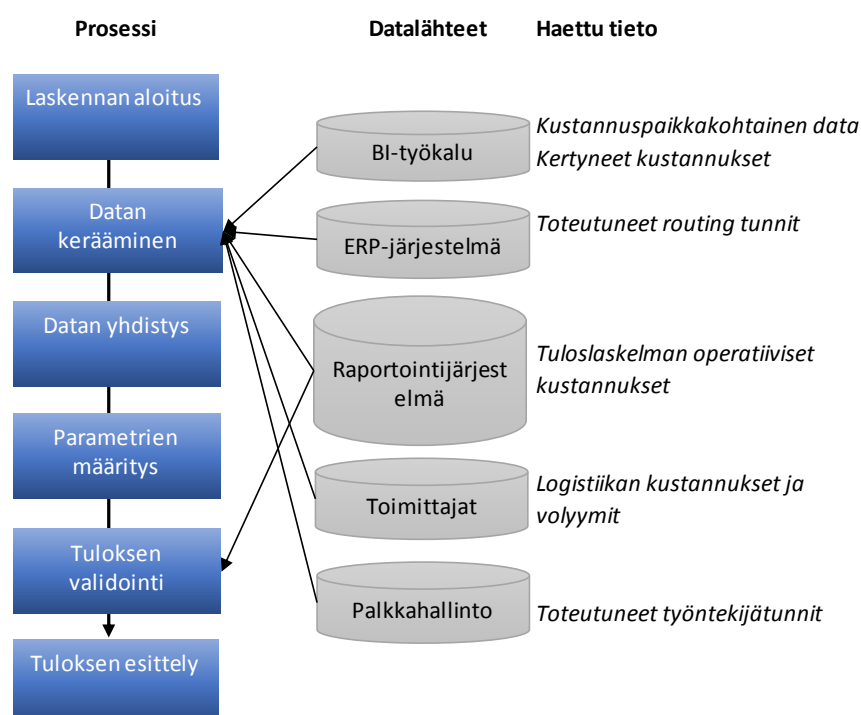 Prosessi
Datalähteet
Haettu tieto
Laskennan aloitus
Datan
kerääminen
Datan yhdistys
Parametrien
määritys
Tuloksen
validointi
Tuloksen esittely
BI-työkalu
ERP-järjestelmä
Raportointijärjest
elmä
Toimittajat
Palkkahallinto
Kustannuspaikkakohtainen data
Kertyneet kustannukset
Toteutuneet routing tunnit
Tuloslaskelman operatiiviset
kustannukset
Logistiikan kustannukset ja
volyymit
Toteutuneet työntekijätunnit